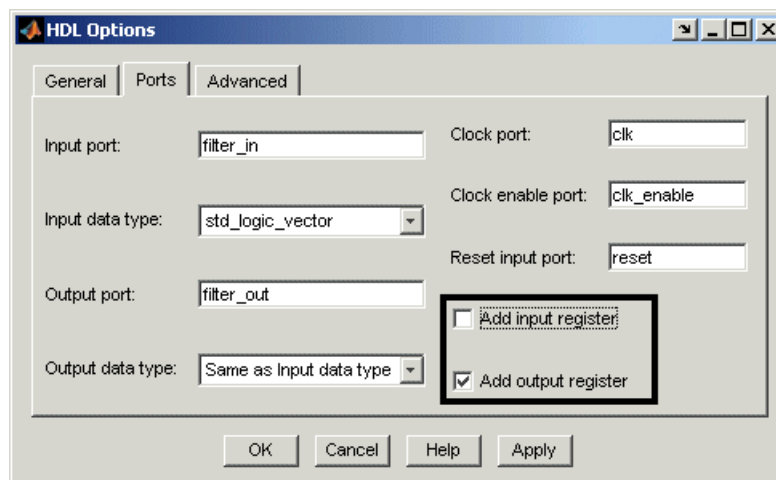 HDL Options
General Ports Advanced
Input port: filter_in
Input data type: std_logic_vector
Output port: filter_out
Output data type: Same as Input data type
Clock port: clk
Clock enable port: clk_enable
Reset input port: reset
Add input register
Add output register
OK Cancel Help Apply